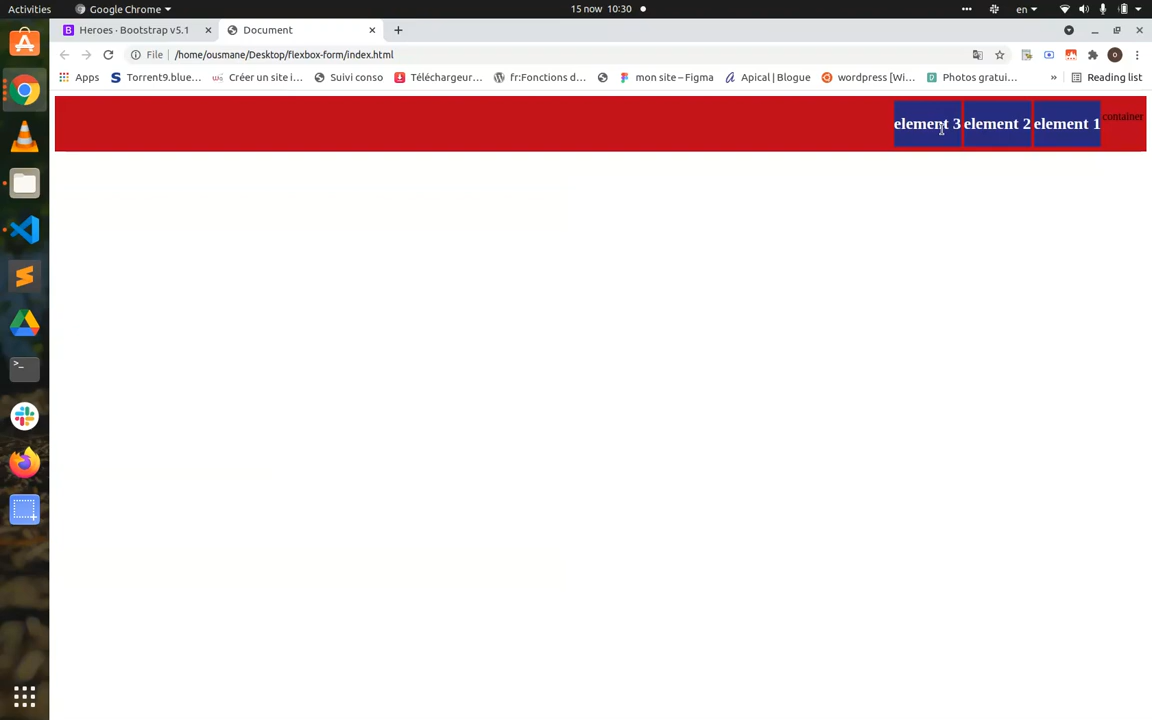 Activities
Google Chrome
15 now 10:30
en
Heroes · Bootstrap v5.1
Document
File
/home/ousmane/Desktop/flexbox-form/index.html
Apps
Torrent9.blue...
Créer un site i...
Suivi conso
Téléchargeur...
fr:Fonctions d...
mon site – Figma
Apical | Blogue
wordpress [Wi...
Photos gratui...
»
Reading list
element 3
element 2
element 1
container